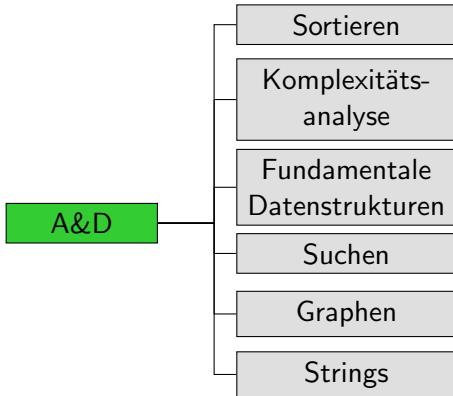 Sortieren
Komplexitäts-
analyse
Fundamentale
Datenstrukturen
A&D
Suchen
Graphen
Strings